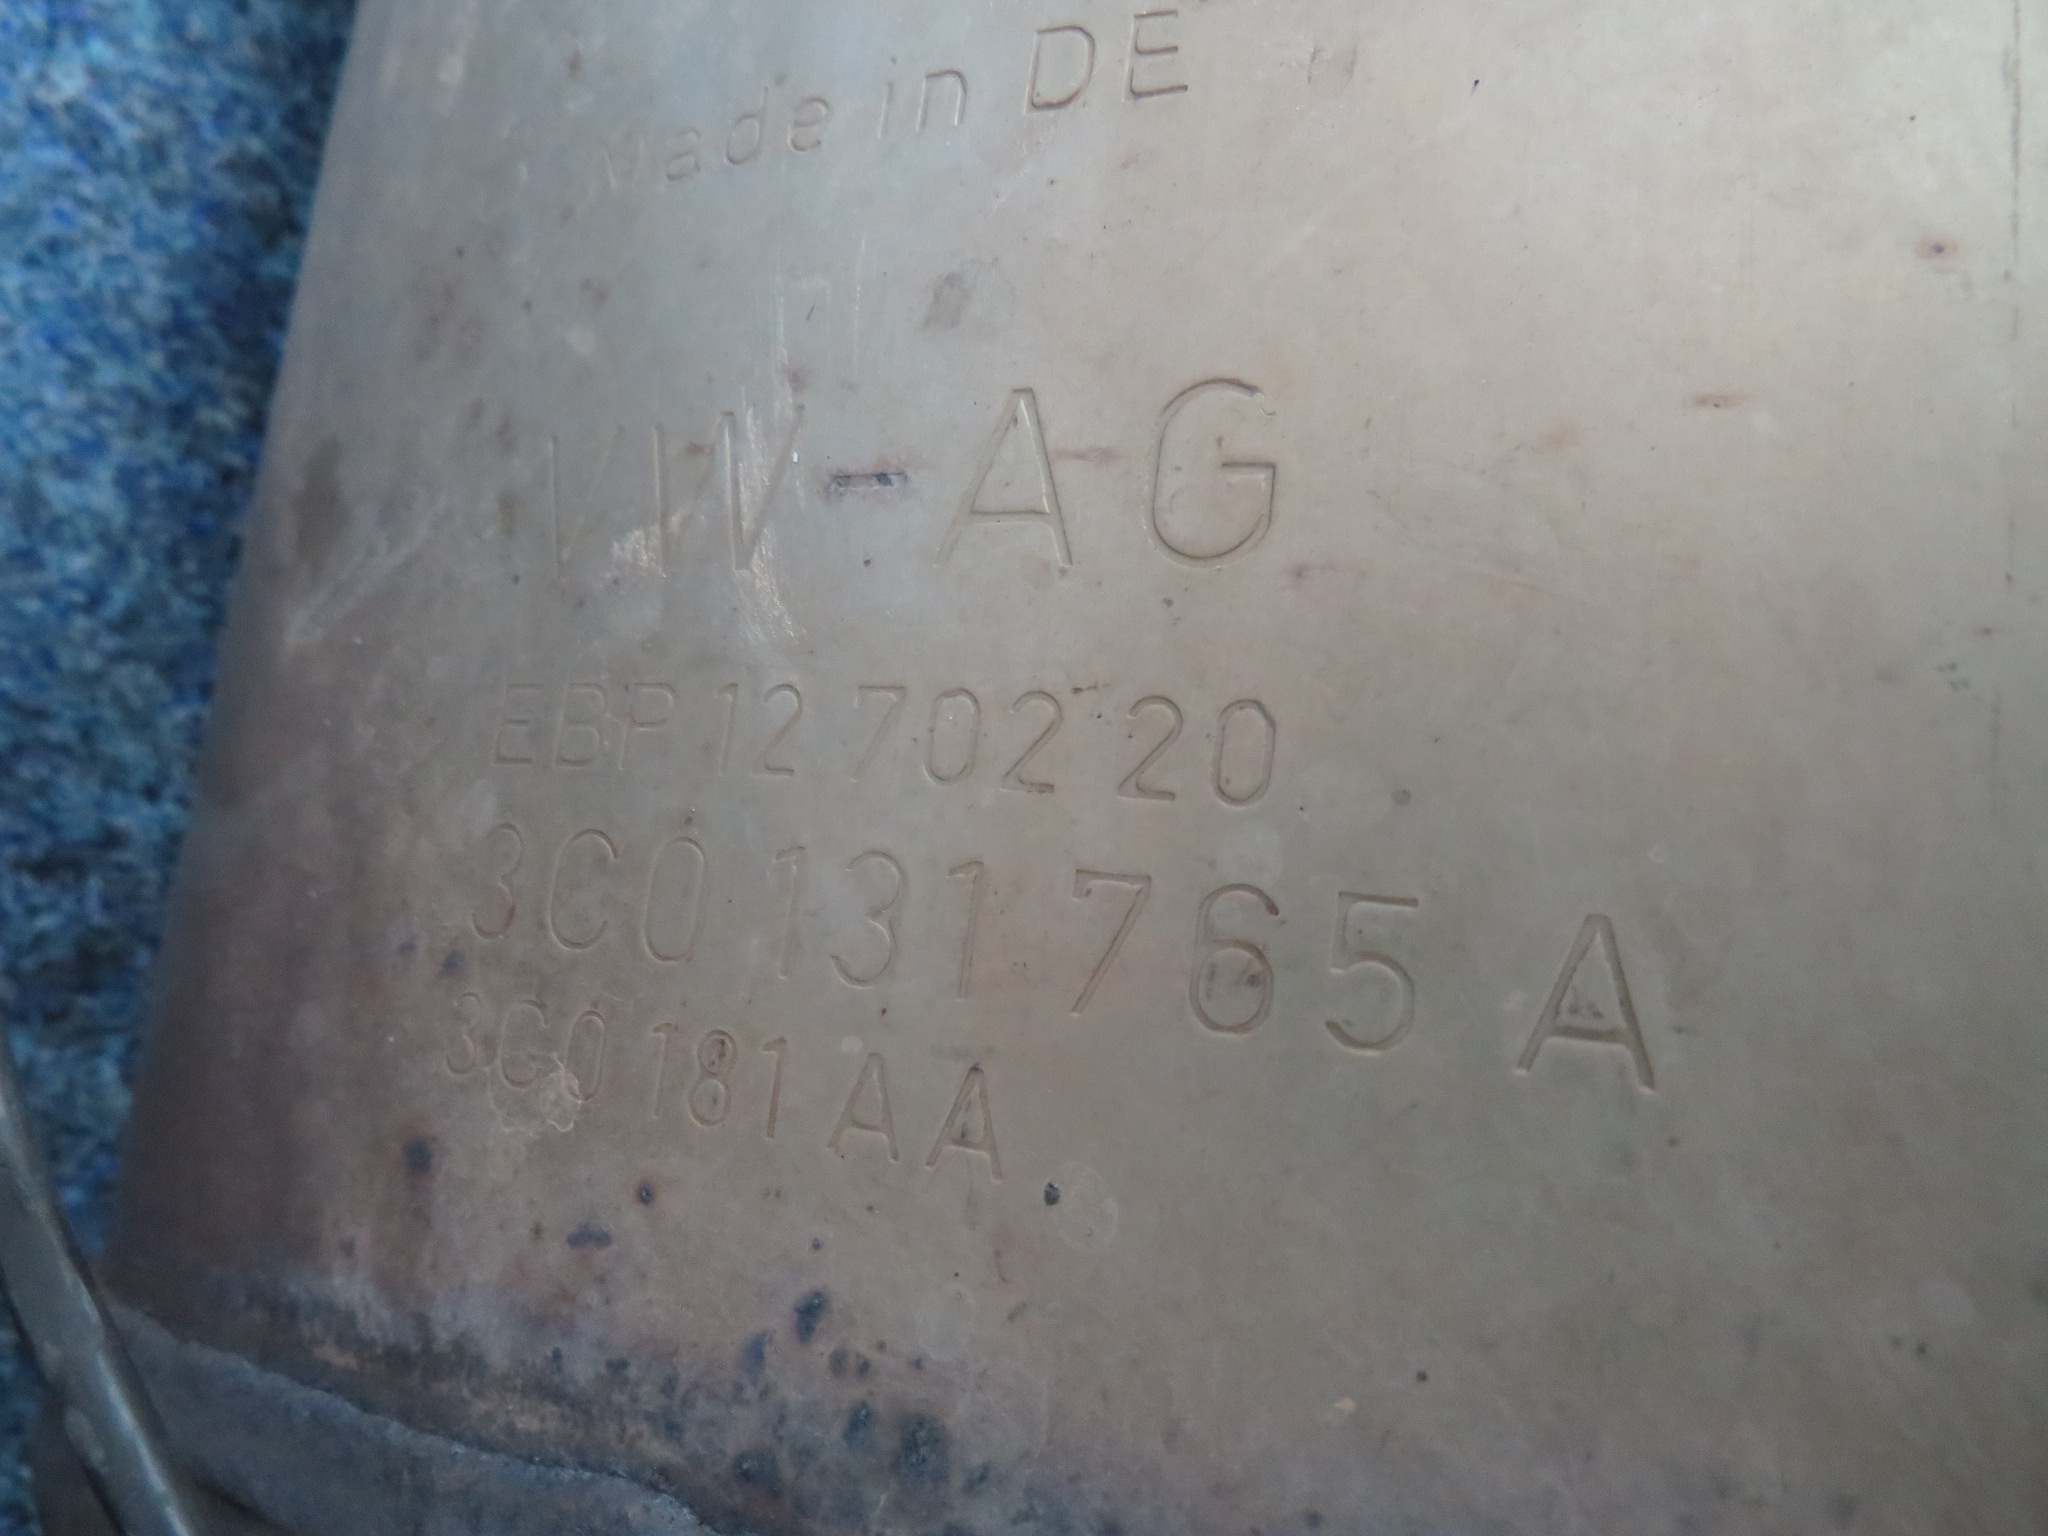 Made in DE
VW-AG
EBP 12 702 20
3C0 131 765 A
3C0 181 AA